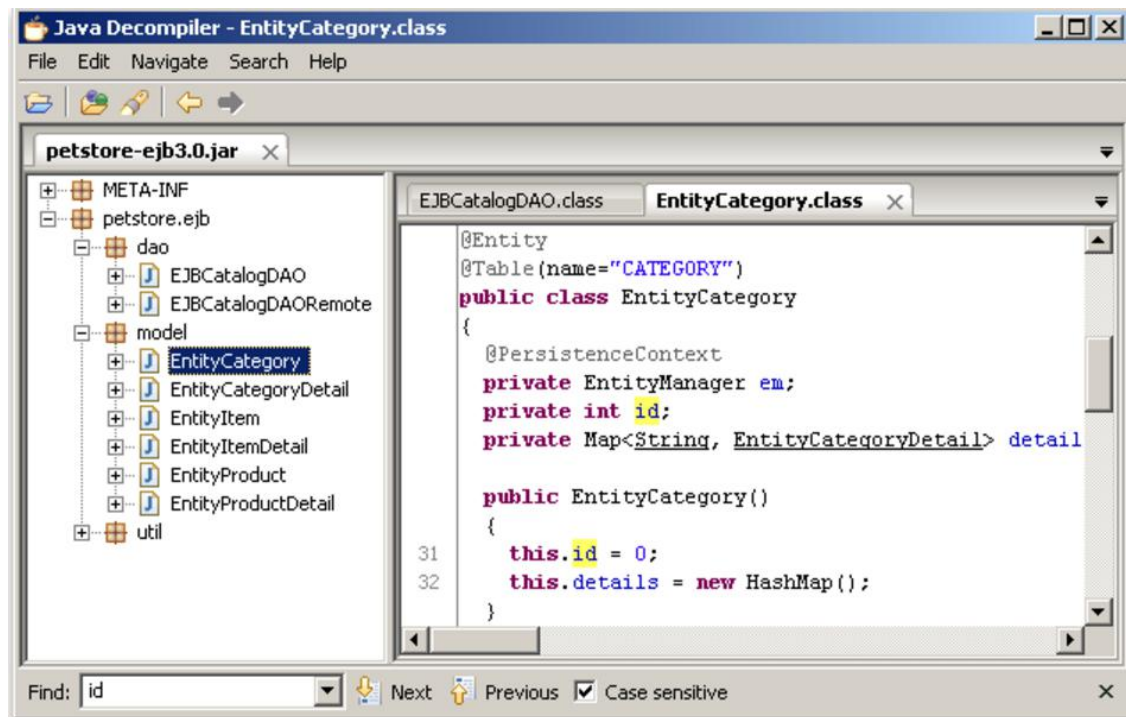 Java Decompiler - EntityCategory.class
File Edit Navigate Search Help
petstore-ejb3.0.jar
META-INF
petstore.ejb
dao
EJBCatalogDAO
EJBCatalogDAORemote
model
EntityCategory
EntityCategoryDetail
EntityItem
EntityItemDetail
EntityProduct
EntityProductDetail
util
EJBCatalogDAO.class EntityCategory.class
@Entity
@Table(name="CATEGORY")
public class EntityCategory
{
@PersistenceContext
private EntityManager em;
private int id;
private Map<String, EntityCategoryDetail> detail
public EntityCategory()
{
31 this.id = 0;
32 this.details = new HashMap();
}
Find: id Next Previous Case sensitive